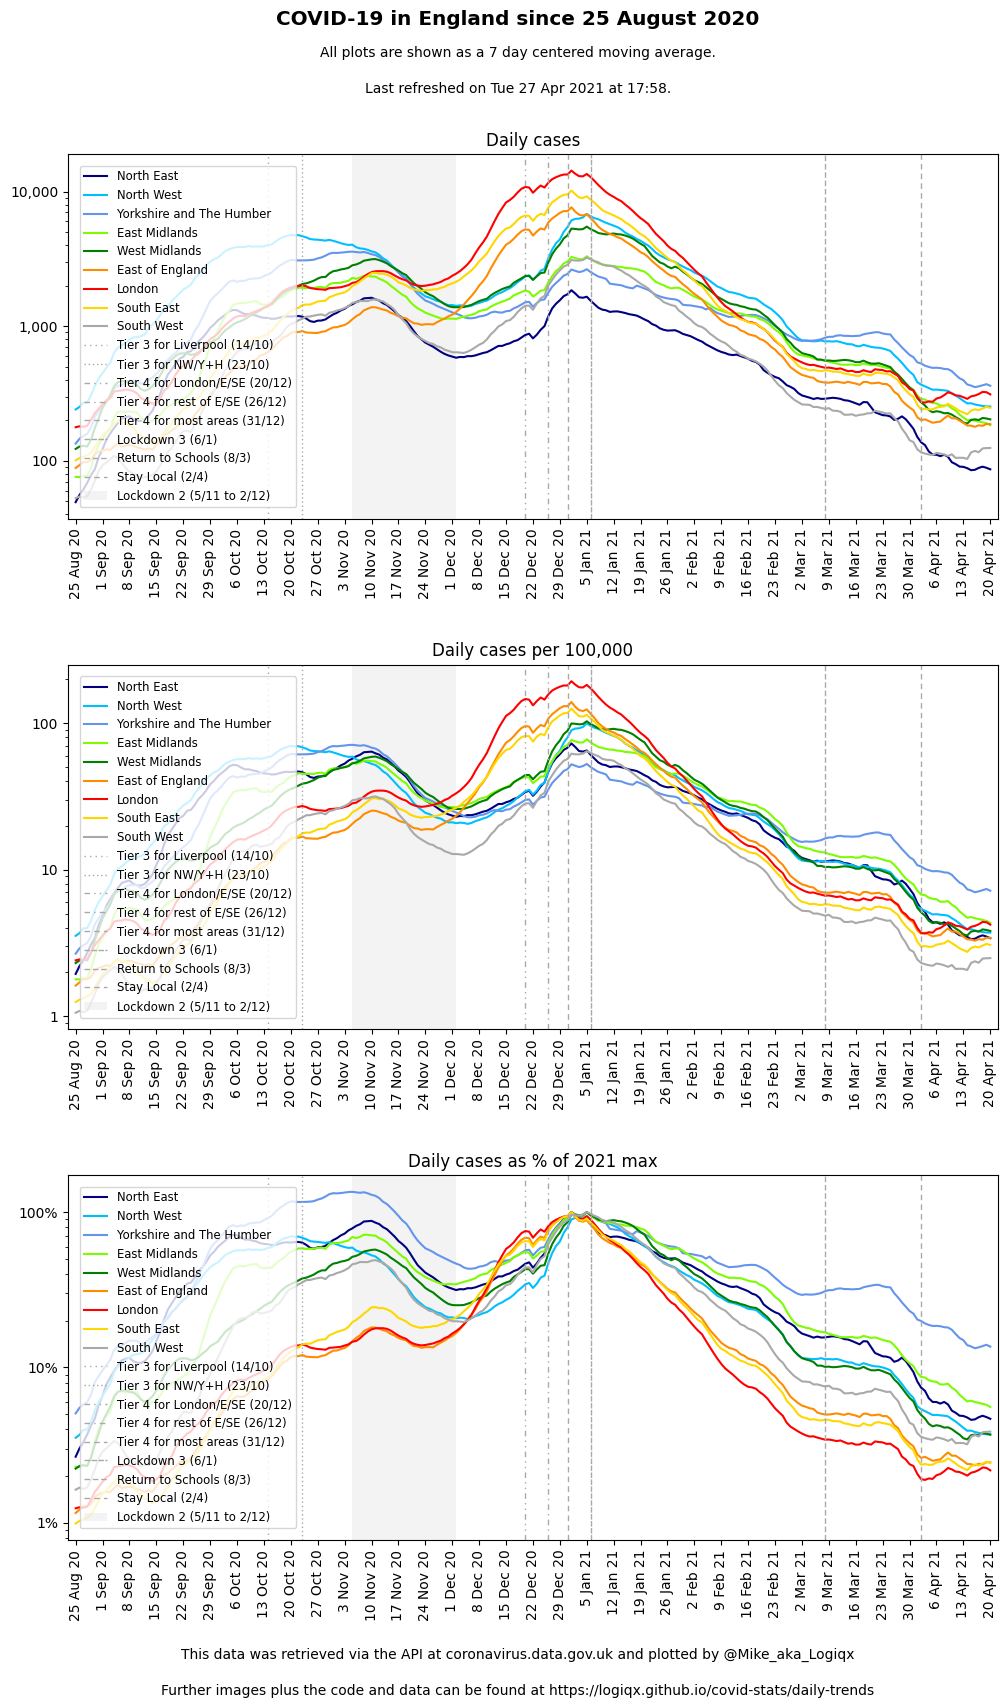 COVID-19 in England since 25 August 2020
All plots are shown as a 7 day centered moving average.
Last refreshed on Tue 27 Apr 2021 at 17:58.
Daily cases
10,000
1,000
100
North East
North West
Yorkshire and The Humber
East Midlands
West Midlands
East of England
London
South East
South West
Tier 3 for Liverpool (14/10)
Tier 3 for NW/Y+H (23/10)
Tier 4 for London/E/SE (20/12)
Tier 4 for rest of E/SE (26/12)
Tier 4 for most areas (31/12)
Lockdown 3 (6/1)
Return to Schools (8/3)
Stay Local (2/4)
Lockdown 2 (5/11 to 2/12)
25 Aug 20
1 Sep 20
8 Sep 20
15 Sep 20
22 Sep 20
29 Sep 20
6 Oct 20
13 Oct 20
20 Oct 20
27 Oct 20
3 Nov 20
10 Nov 20
17 Nov 20
24 Nov 20
1 Dec 20
8 Dec 20
15 Dec 20
22 Dec 20
29 Dec 20
5 Jan 21
12 Jan 21
19 Jan 21
26 Jan 21
2 Feb 21
9 Feb 21
16 Feb 21
23 Feb 21
2 Mar 21
9 Mar 21
16 Mar 21
23 Mar 21
30 Mar 21
6 Apr 21
13 Apr 21
20 Apr 21
Daily cases per 100,000
100
10
1
North East
North West
Yorkshire and The Humber
East Midlands
West Midlands
East of England
London
South East
South West
Tier 3 for Liverpool (14/10)
Tier 3 for NW/Y+H (23/10)
Tier 4 for London/E/SE (20/12)
Tier 4 for rest of E/SE (26/12)
Tier 4 for most areas (31/12)
Lockdown 3 (6/1)
Return to Schools (8/3)
Stay Local (2/4)
Lockdown 2 (5/11 to 2/12)
25 Aug 20
1 Sep 20
8 Sep 20
15 Sep 20
22 Sep 20
29 Sep 20
6 Oct 20
13 Oct 20
20 Oct 20
27 Oct 20
3 Nov 20
10 Nov 20
17 Nov 20
24 Nov 20
1 Dec 20
8 Dec 20
15 Dec 20
22 Dec 20
29 Dec 20
5 Jan 21
12 Jan 21
19 Jan 21
26 Jan 21
2 Feb 21
9 Feb 21
16 Feb 21
23 Feb 21
2 Mar 21
9 Mar 21
16 Mar 21
23 Mar 21
30 Mar 21
6 Apr 21
13 Apr 21
20 Apr 21
Daily cases as % of 2021 max
100%
10%
1%
North East
North West
Yorkshire and The Humber
East Midlands
West Midlands
East of England
London
South East
South West
Tier 3 for Liverpool (14/10)
Tier 3 for NW/Y+H (23/10)
Tier 4 for London/E/SE (20/12)
Tier 4 for rest of E/SE (26/12)
Tier 4 for most areas (31/12)
Lockdown 3 (6/1)
Return to Schools (8/3)
Stay Local (2/4)
Lockdown 2 (5/11 to 2/12)
25 Aug 20
1 Sep 20
8 Sep 20
15 Sep 20
22 Sep 20
29 Sep 20
6 Oct 20
13 Oct 20
20 Oct 20
27 Oct 20
3 Nov 20
10 Nov 20
17 Nov 20
24 Nov 20
1 Dec 20
8 Dec 20
15 Dec 20
22 Dec 20
29 Dec 20
5 Jan 21
12 Jan 21
19 Jan 21
26 Jan 21
2 Feb 21
9 Feb 21
16 Feb 21
23 Feb 21
2 Mar 21
9 Mar 21
16 Mar 21
23 Mar 21
30 Mar 21
6 Apr 21
13 Apr 21
20 Apr 21
This data was retrieved via the API at coronavirus.data.gov.uk and plotted by @Mike_aka_Logiqx
Further images plus the code and data can be found at https://logiqx.github.io/covid-stats/daily-trends